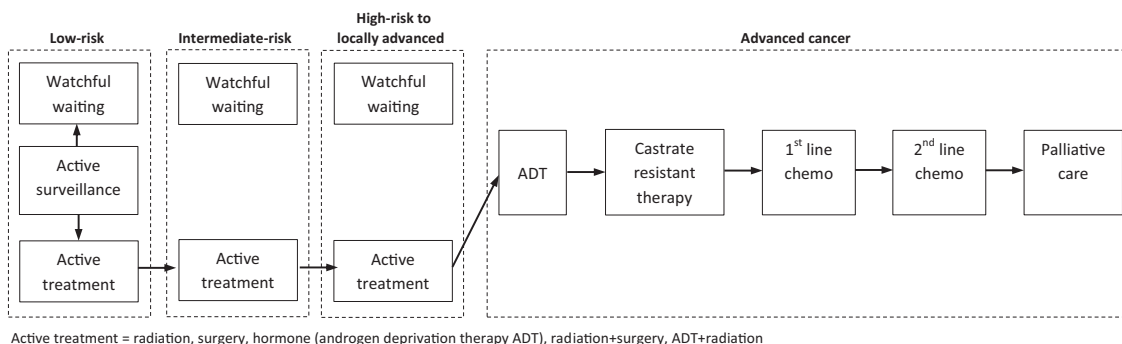 Low-risk
Intermediate-risk
High-risk to
locally advanced
Advanced cancer
Watchful
waiting
Active
surveillance
Active
treatment
Watchful
waiting
Active
treatment
Watchful
waiting
Active
treatment
ADT
Castrate
resistant
therapy
1st line
chemo
2nd line
chemo
Palliative
care
Active treatment = radiation, surgery, hormone (androgen deprivation therapy ADT), radiation+surgery, ADT+radiation